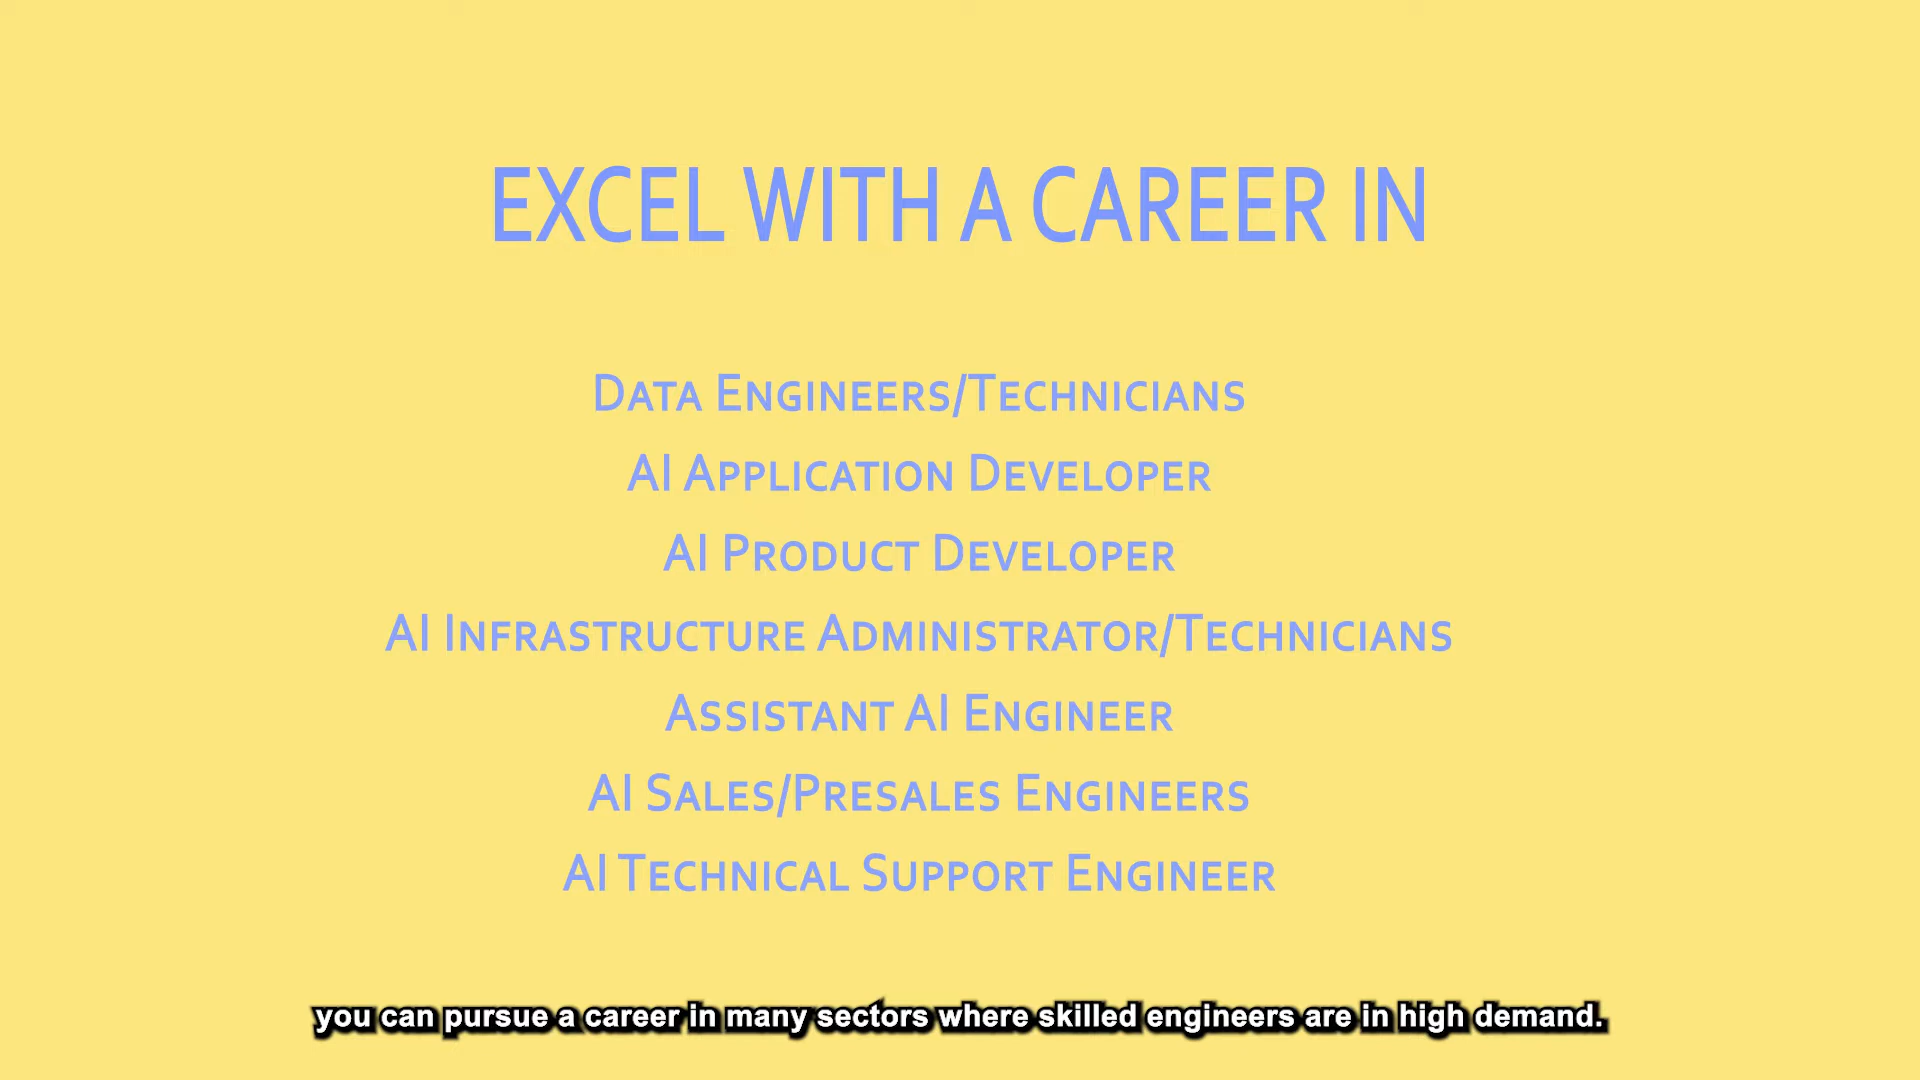 EXCEL WITH A CAREER IN
Data Engineers/Technicians
AI Application Developer
AI Product Developer
AI Infrastructure Administrator/Technicians
Assistant AI Engineer
AI Sales/Presales Engineers
AI Technical Support Engineer
you can pursue a career in many sectors where skilled engineers are in high demand.